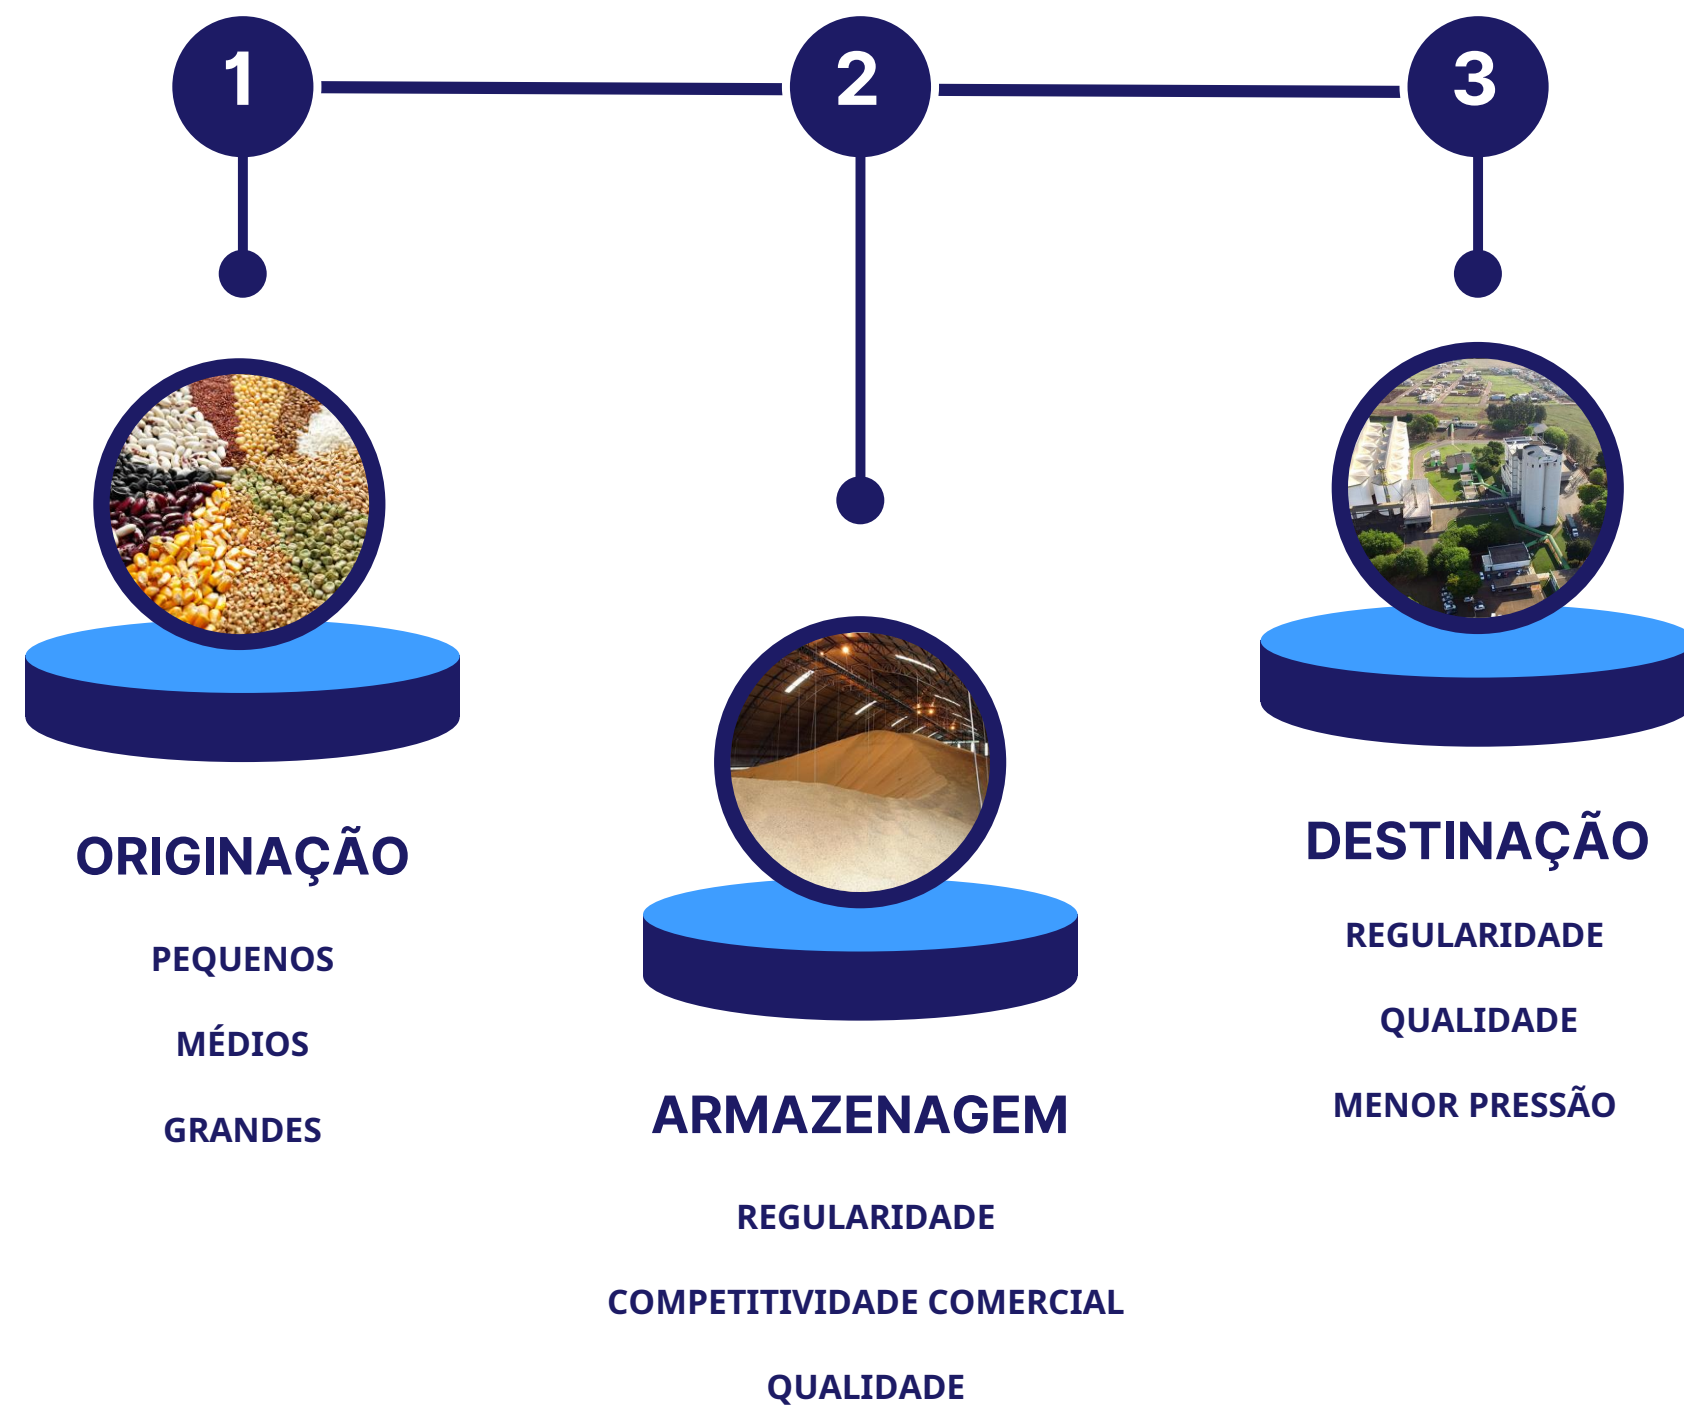 1
2
3
ORIGINAÇÃO
PEQUENOS
MÉDIOS
GRANDES
ARMAZENAGEM
REGULARIDADE
COMPETITIVIDADE COMERCIAL
QUALIDADE
DESTINAÇÃO
REGULARIDADE
QUALIDADE
MENOR PRESSÃO